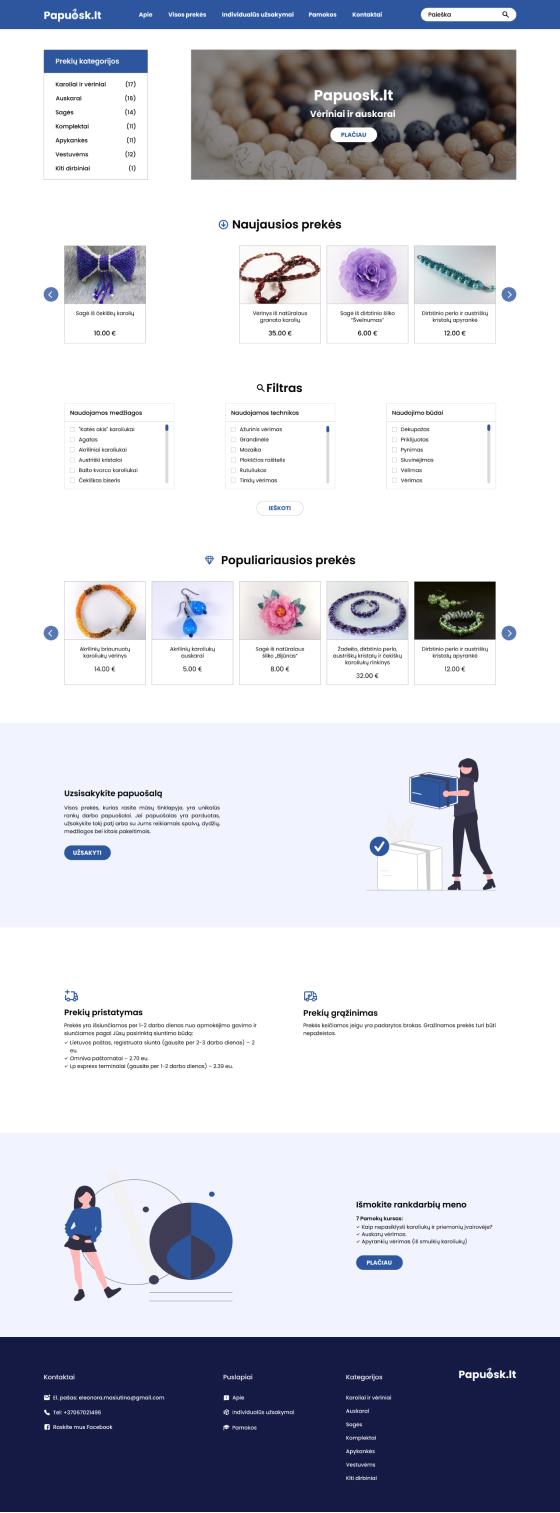 Papuošk.lt
Apie
Visos prekės
Individualūs užsakymai
Pamokos
Kontaktai
Paieška
Prekių kategorijos
Karoliai ir vėriniai (17)
Auskarai (16)
Sagės (14)
Komplektai (11)
Apykankės (11)
Vestuvėms (12)
Kiti dirbiniai (1)
Papuosk.lt
Vėriniai ir auskarai
PLAČIAU
Naujausios prekės
Sagė iš čekiškų karolių
10.00 €
Vėrinys iš natūralaus
granato karolių
35.00 €
Sagė iš dirbtinio šilko
"Švelnumas"
6.00 €
Dirbtinio perlo ir austriškų
kristalų apyrankė
12.00 €
Filtras
Naudojamos medžiagos
"Katės akis" karoliukai
Agatas
Akriliniai karoliukai
Austriški kristalai
Balto kvarco karoliukai
Čekiškas biseris
Naudojamos technikos
Ažūrinis vėrimas
Grandinėlė
Mozaika
Plokščias raištelis
Rutuliukas
Tinklų vėrimas
Naudojimo būdai
Dekupažas
Priklijuotas
Pynimas
Siuvinėjimas
Vėlimas
Vėrimas
IEŠKOTI
Populiariausios prekės
Akrilinių briaunuotų
karoliukų vėrinys
14.00 €
Akrilinių karoliukų
auskarai
5.00 €
Sagė iš natūralaus
šilko „Bijūnas"
8.00 €
Žadeito, dirbtinio perlo,
austriškų kristalų ir čekiškų
karoliukų rinkinys
32.00 €
Dirbtinio perlo ir austriškų
kristalų apyrankė
12.00 €
Uzsisakykite papuošalą
Visos prekės, kurias rasite mūsų tinklapyje, yra unikalūs
rankų darbo papuošalai. Jei papuošalas yra parduotas,
užsakykite tokį patį arba su Jums reikiamais spalvų, dydžių,
medžiagos bei kitais pakeitimais.
UŽSAKYTI
Prekių pristatymas
Prekės yra išsiunčiamos per 1-2 darbo dienas nuo apmokėjimo gavimo ir
siunčiamos pagal Jūsų pasirinktą siuntimo būdą:
✓ Lietuvos paštas, registruota siunta (gausite per 2-3 darbo dienas) – 2
eu.
✓ Omniva paštomatai – 2.70 eu.
✓ Lp express terminalai (gausite per 1-2 darbo dienas) – 2.39 eu.
Prekių grąžinimas
Prekės keičiamos jeigu yra padarytas brokas. Gražinamos prekės turi būti
nepažeistos.
Išmokite rankdarbių meno
7 Pamokų kursas:
✓ Kaip nepasiklysti karoliukų ir priemonių įvairovėje?
✓ Auskarų vėrimas.
✓ Apyrankių vėrimas (iš smulkių karoliukų)
PLAČIAU
Kontaktai
El. paštas: eleonora.masiutina@gmail.com
Tel: +37067021496
Raskite mus Facebook
Puslapiai
Apie
Individualūs užsakymai
Pamokos
Kategorijos
Karoliai ir vėriniai
Auskarai
Sagės
Komplektai
Apykankės
Vestuvėms
Kiti dirbiniai
Papuošk.lt